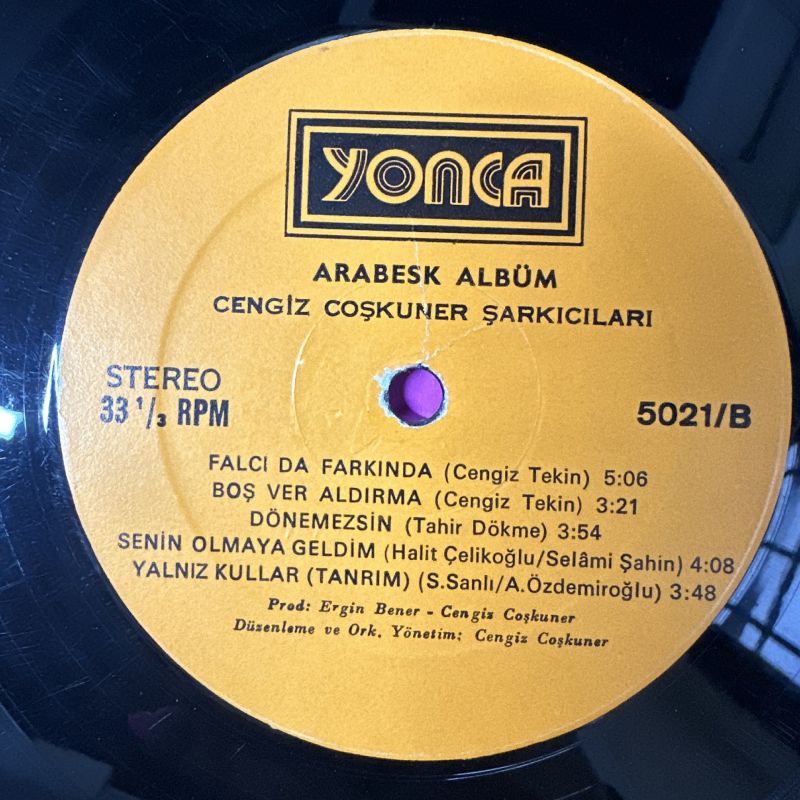 YONCA
ARABESK ALBÜM
CENGİZ COŞKUNER ŞARKICILARI
STEREO
33 1/3 RPM
5021/B
FALCI DA FARKINDA (Cengiz Tekin) 5:06
BOŞ VER ALDIRMA (Cengiz Tekin) 3:21
DÖNEMEZSİN (Tahir Dökme) 3:54
SENİN OLMAYA GELDİM (Halit Çelikoğlu/Selâmi Şahin) 4:08
YALNIZ KULLAR (TANRIM) (S.Sanlı/A.Özdemiroğlu) 3:48
Prod: Ergin Bener - Cengiz Coşkuner
Düzenleme ve Ork. Yönetim: Cengiz Coşkuner